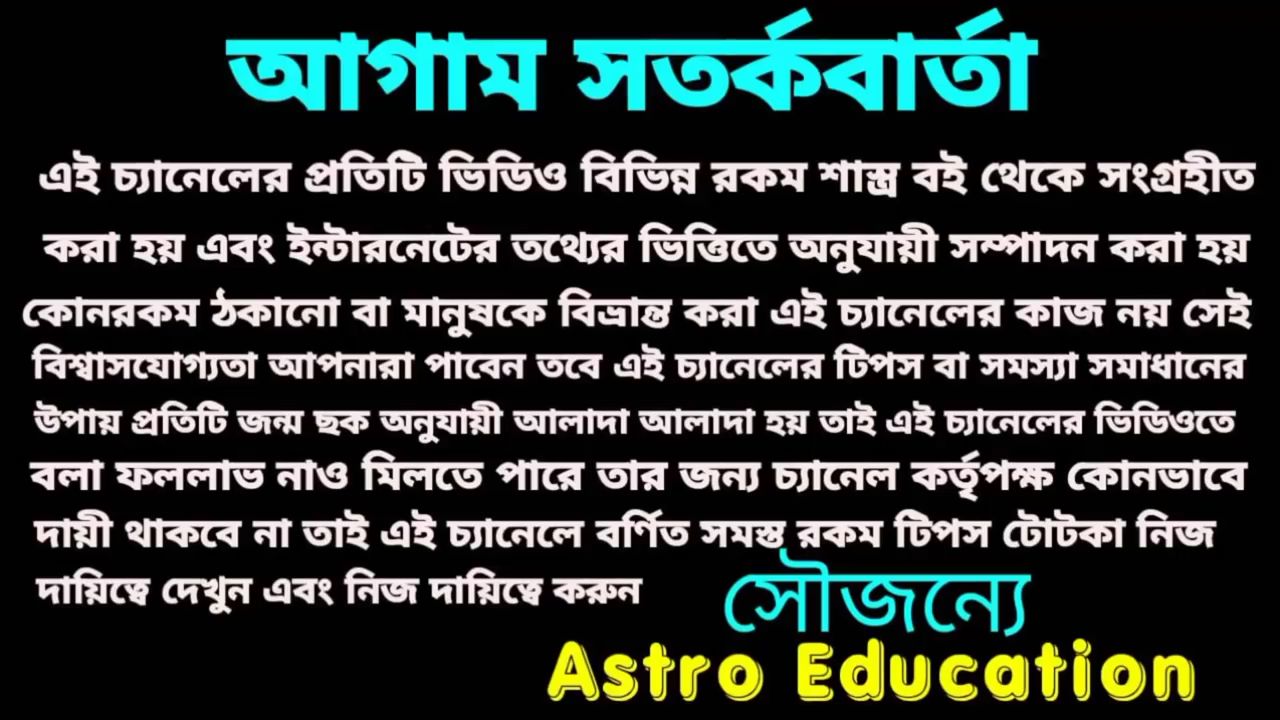 আগাম সতর্কবার্তা
এই চ্যানেলের প্রতিটি ভিডিও বিভিন্ন রকম শাস্ত্র বই থেকে সংগ্রহীত
করা হয় এবং ইন্টারনেটের তথ্যের ভিত্তিতে অনুযায়ী সম্পাদন করা হয়
কোনরকম ঠকানো বা মানুষকে বিভ্রান্ত করা এই চ্যানেলের কাজ নয় সেই
বিশ্বাসযোগ্যতা আপনারা পাবেন তবে এই চ্যানেলের টিপস বা সমস্যা সমাধানের
উপায় প্রতিটি জন্ম ছক অনুযায়ী আলাদা আলাদা হয় তাই এই চ্যানেলের ভিডিওতে
বলা ফললাভ নাও মিলতে পারে তার জন্য চ্যানেল কর্তৃপক্ষ কোনভাবে
দায়ী থাকবে না তাই এই চ্যানেলে বর্ণিত সমস্ত রকম টিপস টোটকা নিজ
দায়িত্বে দেখুন এবং নিজ দায়িত্বে করুন
সৌজন্যে
Astro Education